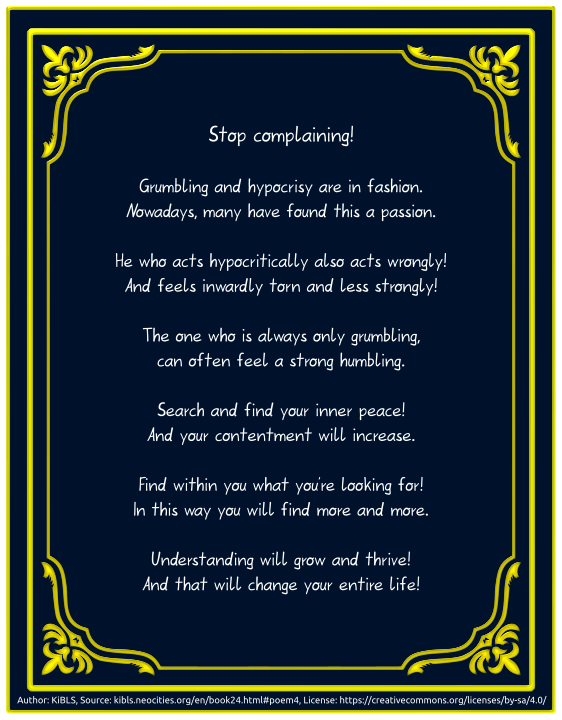 Stop complaining!
Grumbling and hypocrisy are in fashion.
Nowadays, many have found this a passion.
He who acts hypocritically also acts wrongly!
And feels inwardly torn and less strongly!
The one who is always only grumbling,
can often feel a strong humbling.
Search and find your inner peace!
And your contentment will increase.
Find within you what you're looking for!
In this way you will find more and more.
Understanding will grow and thrive!
And that will change your entire life!
Author: KiBLS, Source: kibls.neocities.org/en/book24.html#poem4, License: https://creativecommons.org/licenses/by-sa/4.0/